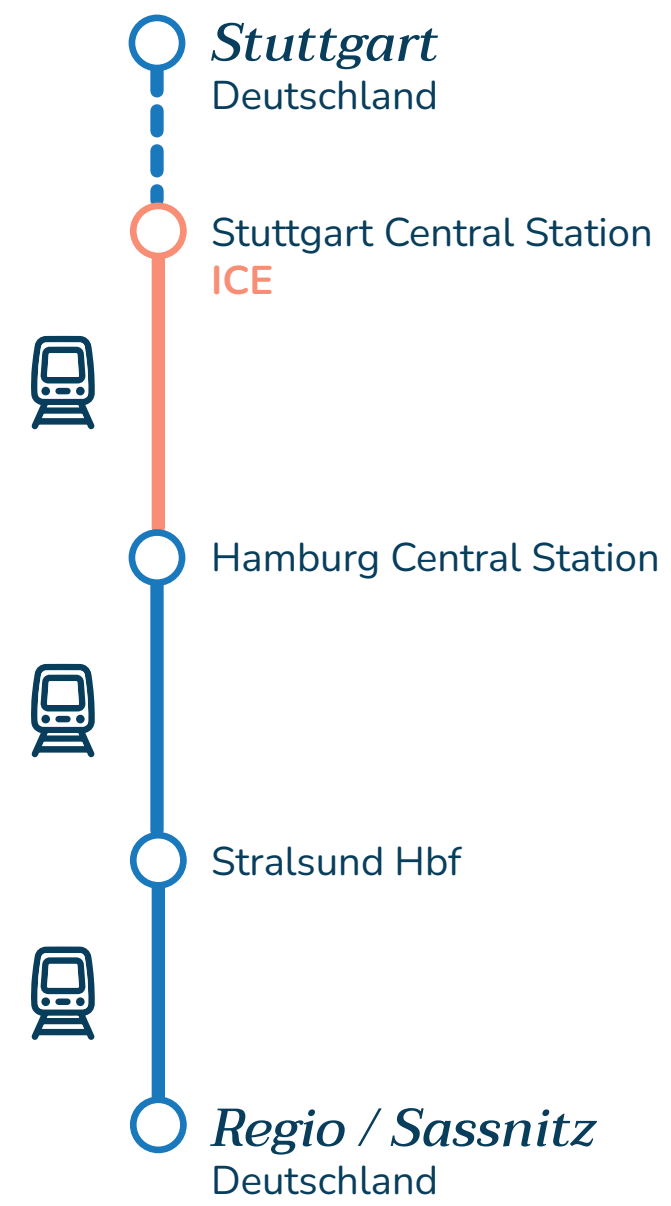 Stuttgart
Deutschland
Stuttgart Central Station
ICE
Hamburg Central Station
Stralsund Hbf
Regio / Sassnitz
Deutschland